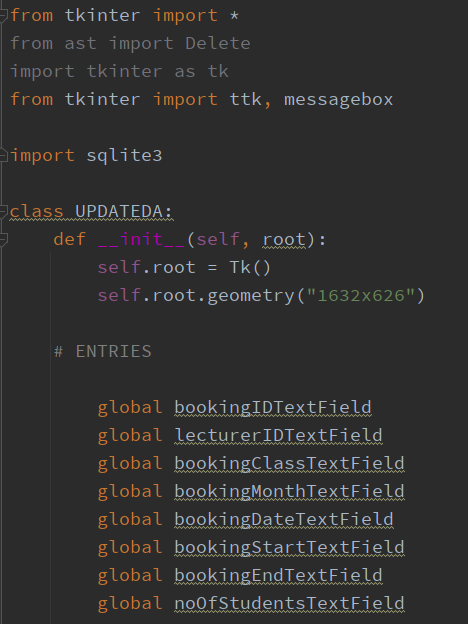 from tkinter import *
from ast import Delete
import tkinter as tk
from tkinter import ttk, messagebox
import sqlite3
class UPDATEDA:
def __init__(self, root):
self.root = Tk()
self.root.geometry("1632x626")
# ENTRIES
global bookingIDTextField
global lecturerIDTextField
global bookingClassTextField
global bookingMonthTextField
global bookingDateTextField
global bookingStartTextField
global bookingEndTextField
global noOfStudentsTextField